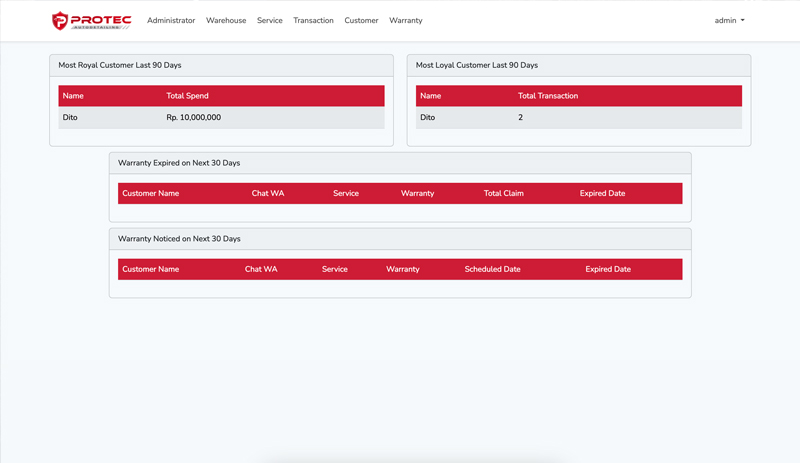 PROTEC
AUTODETAILING
Administrator Warehouse Service Transaction Customer Warranty admin
Most Royal Customer Last 90 Days
Name Total Spend
Dito Rp. 10,000,000
Most Loyal Customer Last 90 Days
Name Total Transaction
Dito 2
Warranty Expired on Next 30 Days
Customer Name Chat WA Service Warranty Total Claim Expired Date
Warranty Noticed on Next 30 Days
Customer Name Chat WA Service Warranty Scheduled Date Expired Date